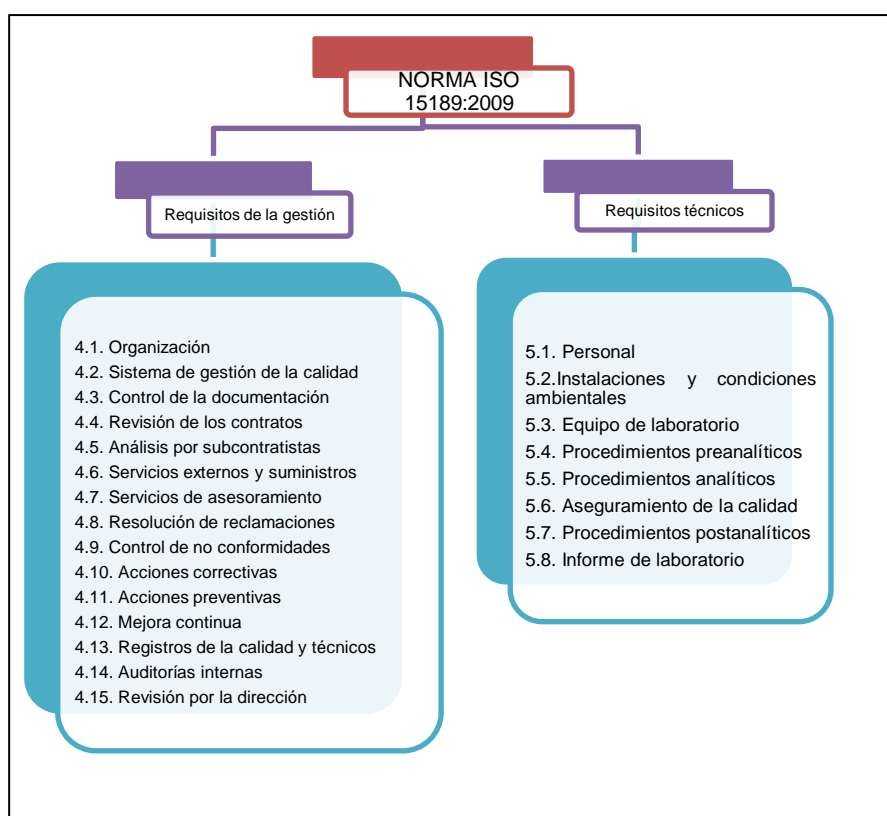 NORMA ISO
15189:2009
Requisitos de la gestión
Requisitos técnicos
4.1. Organización
4.2. Sistema de gestión de la calidad
4.3. Control de la documentación
4.4. Revisión de los contratos
4.5. Análisis por subcontratistas
4.6. Servicios externos y suministros
4.7. Servicios de asesoramiento
4.8. Resolución de reclamaciones
4.9. Control de no conformidades
4.10. Acciones correctivas
4.11. Acciones preventivas
4.12. Mejora continua
4.13. Registros de la calidad y técnicos
4.14. Auditorías internas
4.15. Revisión por la dirección
5.1. Personal
5.2.Instalaciones y condiciones
ambientales
5.3. Equipo de laboratorio
5.4. Procedimientos preanalíticos
5.5. Procedimientos analíticos
5.6. Aseguramiento de la calidad
5.7. Procedimientos postanalíticos
5.8. Informe de laboratorio